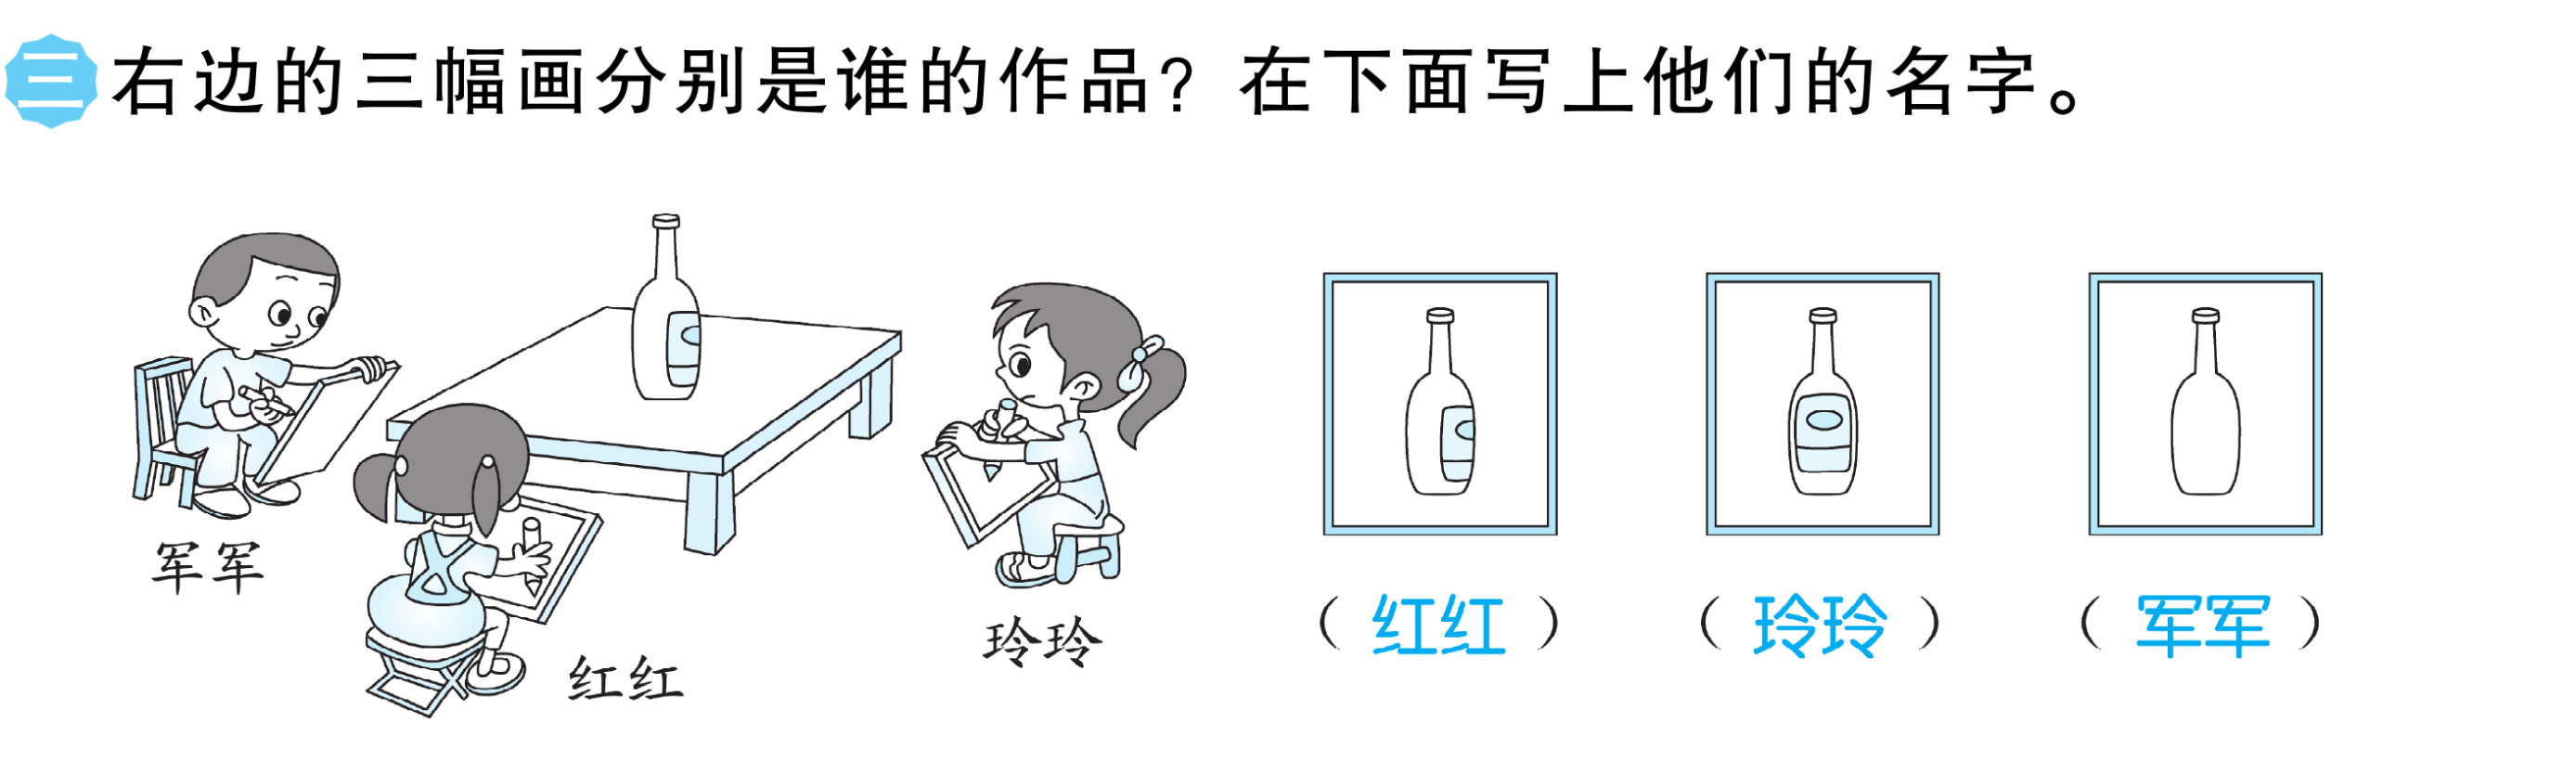 三 右边的三幅画分别是谁的作品？在下面写上他们的名字。
军军
红红
玲玲
（ 红红 ） （ 玲玲 ） （ 军军 ）